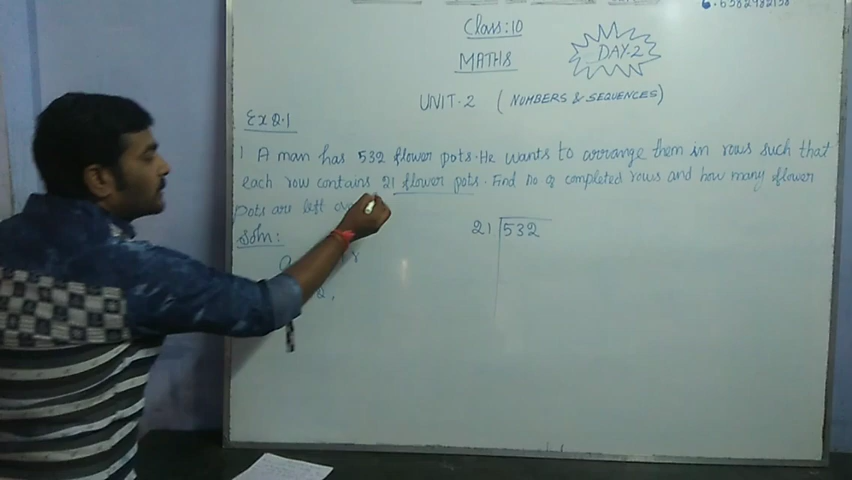 Class:10
MATHS
DAY-2
UNIT-2 (NUMBERS & SEQUENCES)
Ex 2.1
1 A man has 532 flower pots. He wants to arrange them in rows such that
each row contains 21 flower pots. Find no of completed rows and how many flower
pots are left
Soln:
21 532